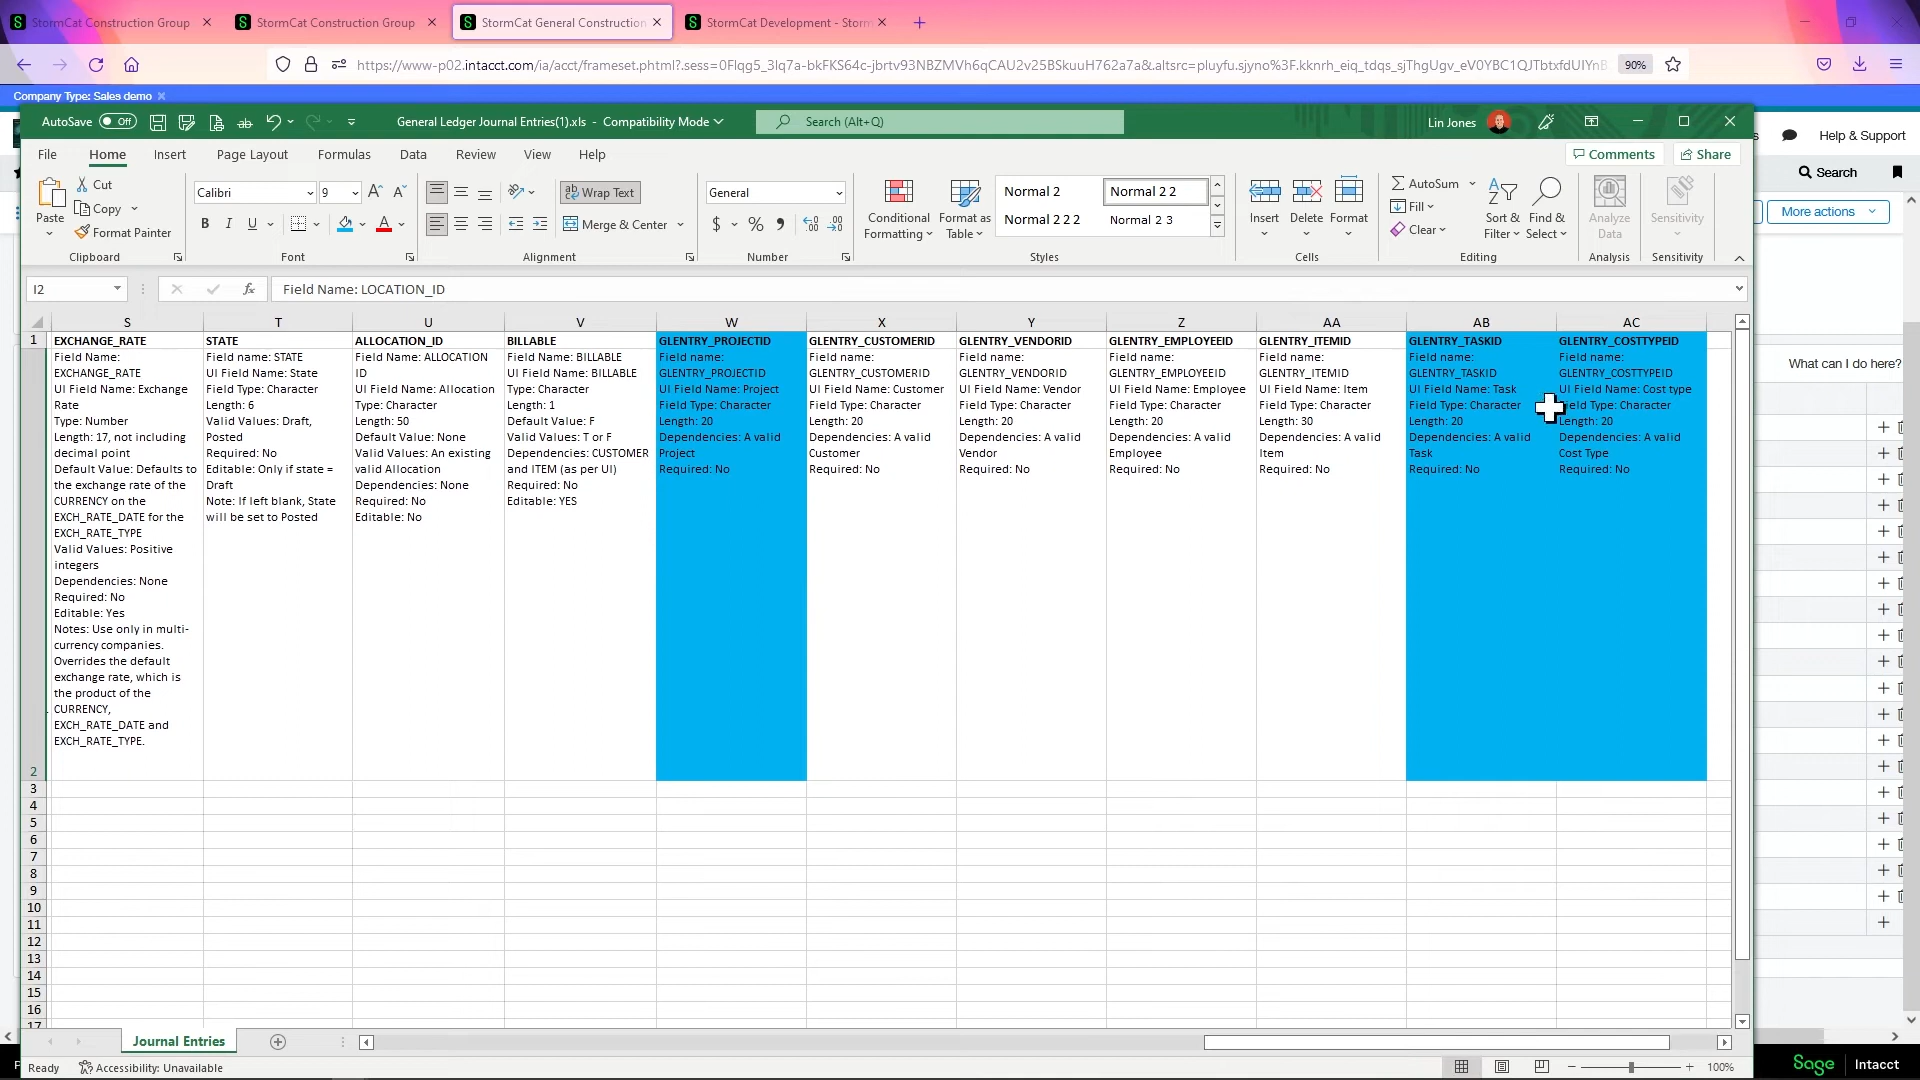 StormCat Construction Group
StormCat Construction Group
StormCat General Construction
StormCat Development - Storm
90%
Company Type: Sales demo
AutoSave Off
General Ledger Journal Entries(1).xls - Compatibility Mode
Search (Alt+Q)
Lin Jones
Help & Support
File Home Insert Page Layout Formulas Data Review View Help
Comments Share
Search
Paste
Cut
Copy
Format Painter
Clipboard
Calibri 9
B I U
Font
Wrap Text
Merge & Center
Alignment
General
$ %
Number
Conditional
Formatting
Format as
Table
Normal 2 Normal 2 2
Normal 2 2 2 Normal 2 3
Styles
Insert Delete Format
Cells
AutoSum
Fill
Clear
Sort &
Filter
Find &
Select
Editing
Analyze
Data
Analysis
Sensitivity
Sensitivity
More actions
I2
fx
Field Name: LOCATION_ID
S T U V W X Y Z AA AB AC
1
EXCHANGE_RATE
Field Name:
EXCHANGE_RATE
UI Field Name: Exchange
Rate
Type: Number
Length: 17, not including
decimal point
Default Value: Defaults to
the exchange rate of the
CURRENCY on the
EXCH_RATE_DATE for the
EXCH_RATE_TYPE
Valid Values: Positive
integers
Dependencies: None
Required: No
Editable: Yes
Notes: Use only in multi-
currency companies.
Overrides the default
exchange rate, which is
the product of the
CURRENCY,
EXCH_RATE_DATE and
EXCH_RATE_TYPE.
STATE
Field name: STATE
UI Field Name: State
Field Type: Character
Length: 6
Valid Values: Draft,
Posted
Required: No
Editable: Only if state =
Draft
Note: If left blank, State
will be set to Posted
ALLOCATION_ID
Field Name: ALLOCATION
ID
UI Field Name: Allocation
Type: Character
Length: 50
Default Value: None
Valid Values: An existing
valid Allocation
Dependencies: None
Required: No
Editable: No
BILLABLE
Field Name: BILLABLE
UI Field Name: BILLABLE
Type: Character
Length: 1
Default Value: F
Valid Values: T or F
Dependencies: CUSTOMER
and ITEM (as per UI)
Required: No
Editable: YES
GLENTRY_PROJECTID
Field name:
GLENTRY_PROJECTID
UI Field Name: Project
Field Type: Character
Length: 20
Dependencies: A valid
Project
Required: No
GLENTRY_CUSTOMERID
Field name:
GLENTRY_CUSTOMERID
UI Field Name: Customer
Field Type: Character
Length: 20
Dependencies: A valid
Customer
Required: No
GLENTRY_VENDORID
Field name:
GLENTRY_VENDORID
UI Field Name: Vendor
Field Type: Character
Length: 20
Dependencies: A valid
Vendor
Required: No
GLENTRY_EMPLOYEEID
Field name:
GLENTRY_EMPLOYEEID
UI Field Name: Employee
Field Type: Character
Length: 20
Dependencies: A valid
Employee
Required: No
GLENTRY_ITEMID
Field name:
GLENTRY_ITEMID
UI Field Name: Item
Field Type: Character
Length: 30
Dependencies: A valid
Item
Required: No
GLENTRY_TASKID
Field name:
GLENTRY_TASKID
UI Field Name: Task
Field Type: Character
Length: 20
Dependencies: A valid
Task
Required: No
GLENTRY_COSTTYPEID
Field name:
GLENTRY_COSTTYPEID
UI Field Name: Cost type
Field Type: Character
Length: 20
Dependencies: A valid
Cost Type
Required: No
What can I do here?
2
3
4
5
6
7
8
9
10
11
12
13
14
15
16
17
Journal Entries
Ready
Accessibility: Unavailable
100%
Sage Intacct